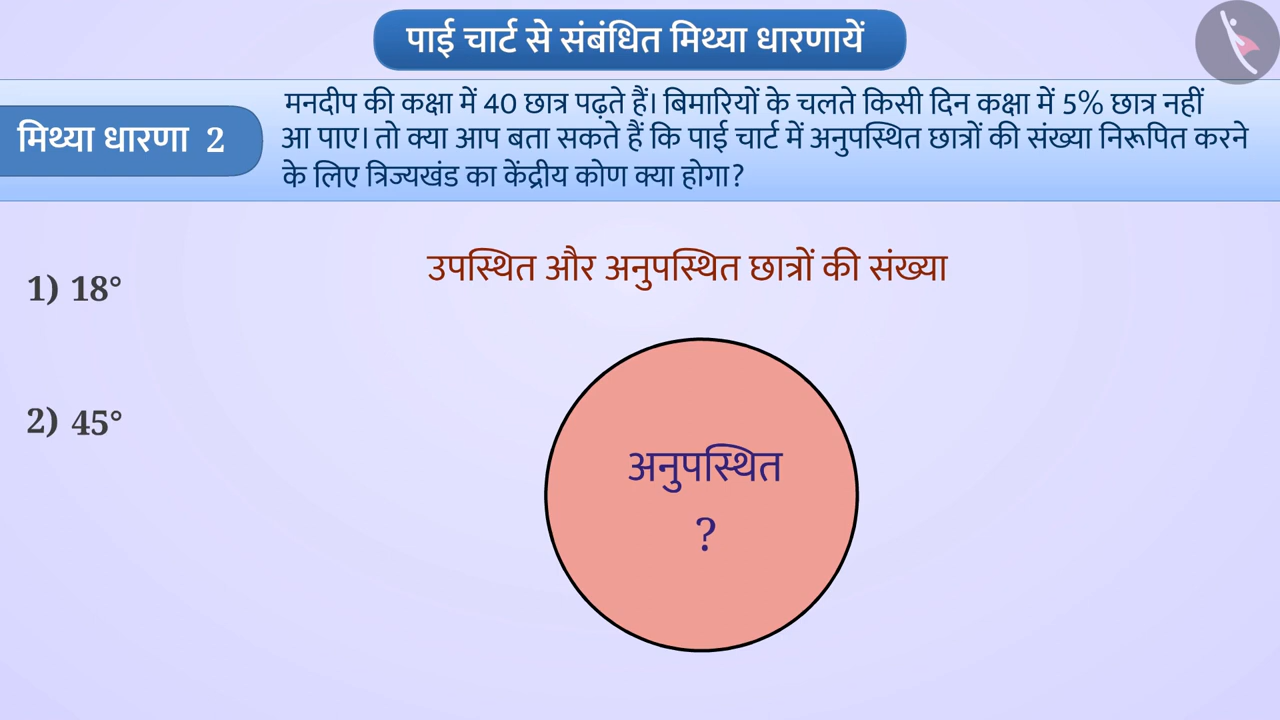 पाई चार्ट से संबंधित मिथ्या धारणायें
मिथ्या धारणा 2
मनदीप की कक्षा में 40 छात्र पढ़ते हैं। बिमारियों के चलते किसी दिन कक्षा में 5% छात्र नहीं
आ पाए। तो क्या आप बता सकते हैं कि पाई चार्ट में अनुपस्थित छात्रों की संख्या निरूपित करने
के लिए त्रिज्यखंड का केंद्रीय कोण क्या होगा?
उपस्थित और अनुपस्थित छात्रों की संख्या
1) 18°
2) 45°
अनुपस्थित
?